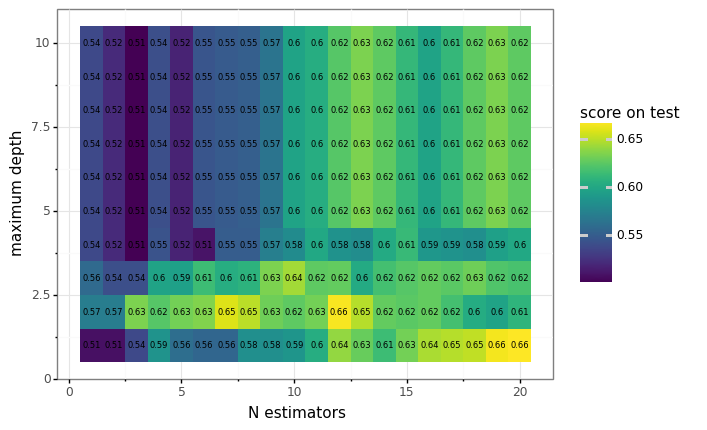 10
0.54 0.52 0.51 0.54 0.52 0.55 0.55 0.55 0.57 0.6 0.6 0.62 0.63 0.62 0.61 0.6 0.61 0.62 0.63 0.62
0.54 0.52 0.51 0.54 0.52 0.55 0.55 0.55 0.57 0.6 0.6 0.62 0.63 0.62 0.61 0.6 0.61 0.62 0.63 0.62
score on test
0.54 0.52 0.51 0.54 0.52 0.55 0.55 0.55 0.57 0.6 0.6 0.62 0.63 0.62 0.61 0.6 0.61 0.62 0.63 0.62
7.5
0.65
0.54 0.52 0.51 0.54 0.52 0.55 0.55 0.55 0.57 0.6 0.6 0.62 0.63 0.62 0.61 0.6 0.61 0.62 0.63 0.62
0.54 0.52 0.51 0.54 0.52 0.55 0.55 0.55 0.57 0.6 0.6 0.62 0.63 0.62 0.61 0.6 0.61 0.62 0.63 0.62
0.60
maximum depth
5
0.54 0.52 0.51 0.54 0.52 0.55 0.55 0.55 0.57 0.6 0.6 0.62 0.63 0.62 0.61 0.6 0.61 0.62 0.63 0.62
0.55
0.54 0.52 0.51 0.55 0.52 0.51 0.55 0.55 0.57 0.58 0.6 0.58 0.58 0.6 0.61 0.59 0.59 0.58 0.59 0.6
0.56 0.54 0.54 0.6 0.59 0.61 0.6 0.61 0.63 0.64 0.62 0.62 0.6 0.62 0.62 0.62 0.62 0.63 0.62 0.62
2.5
0.57 0.57 0.63 0.62 0.63 0.63 0.65 0.65 0.63 0.62 0.63 0.66 0.65 0.62 0.62 0.62 0.62 0.6 0.6 0.61
0.51 0.51 0.54 0.59 0.56 0.56 0.56 0.58 0.58 0.59 0.6 0.64 0.63 0.61 0.63 0.64 0.65 0.65 0.66 0.66
0
0 5 10 15 20
N estimators